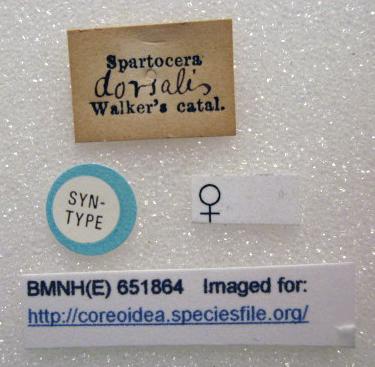 Spartocera
dorsalis
Walker's catal.
SYN-
TYPE
♀
BMNH(E) 651864 Imaged for:
http://coreoidea.speciesfile.org/